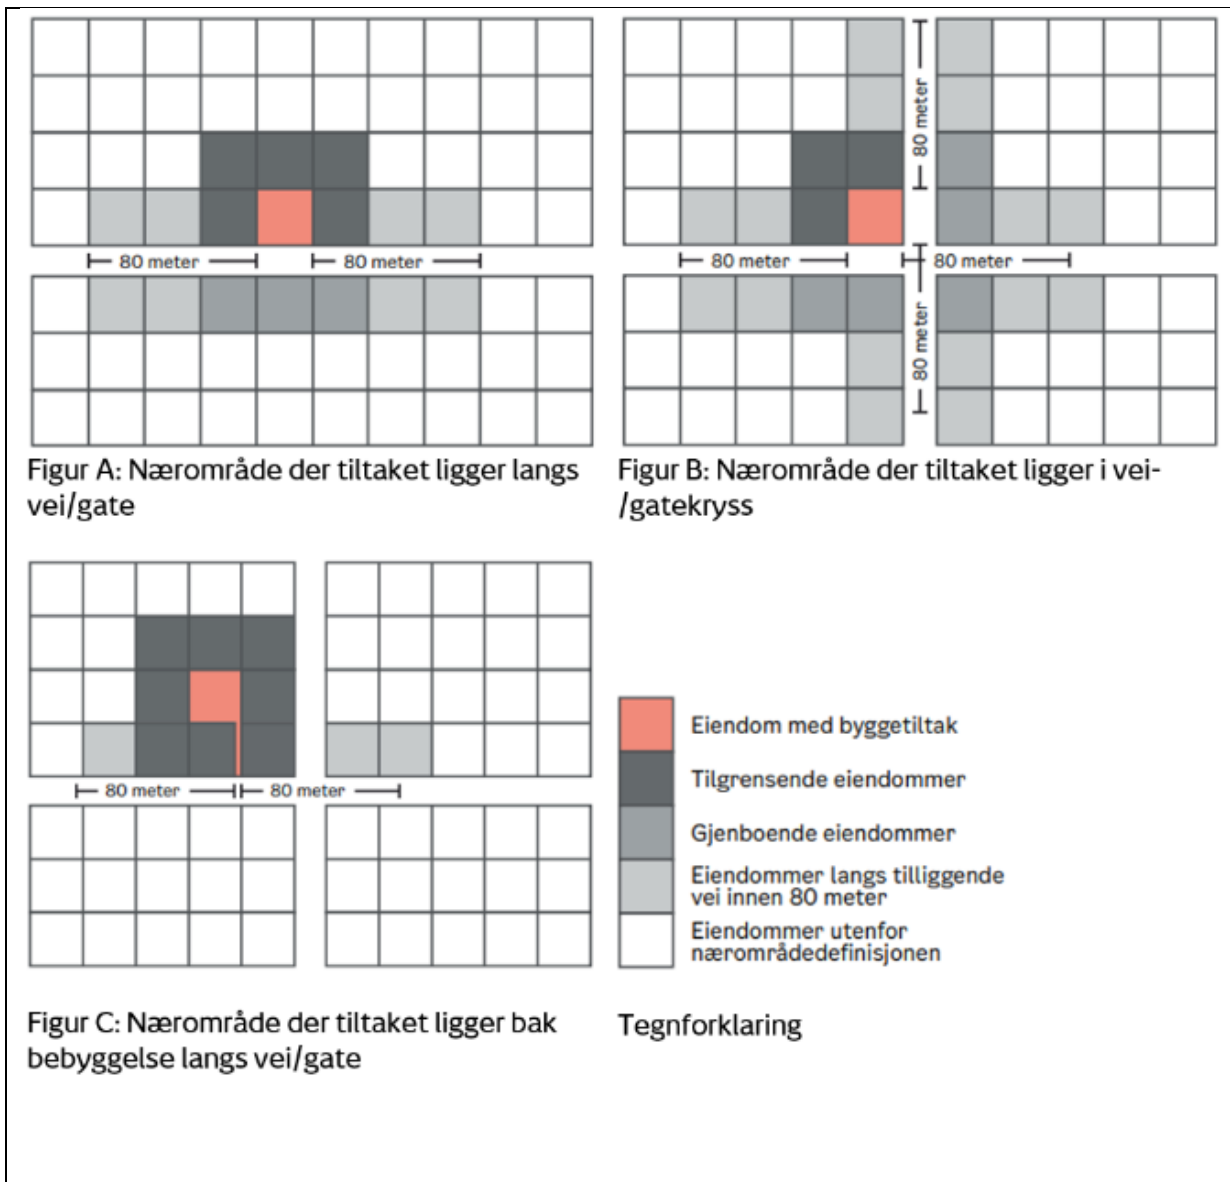 80 meter
80 meter
Figur A: Nærområde der tiltaket ligger langs
vei/gate
80 meter
80 meter
80 meter
80 meter
Figur B: Nærområde der tiltaket ligger i vei-
/gatekryss
80 meter
80 meter
Figur C: Nærområde der tiltaket ligger bak
bebyggelse langs vei/gate
Eiendom med byggetiltak
Tilgrensende eiendommer
Gjenboende eiendommer
Eiendommer langs tilliggende
vei innen 80 meter
Eiendommer utenfor
nærområdedefinisjonen
Tegnforklaring